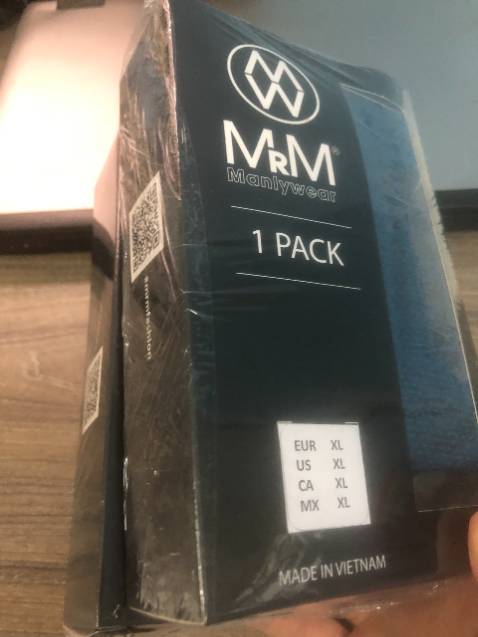 MRM®
Manlywear
1 PACK
EUR XL
US XL
CA XL
MX XL
MADE IN VIETNAM